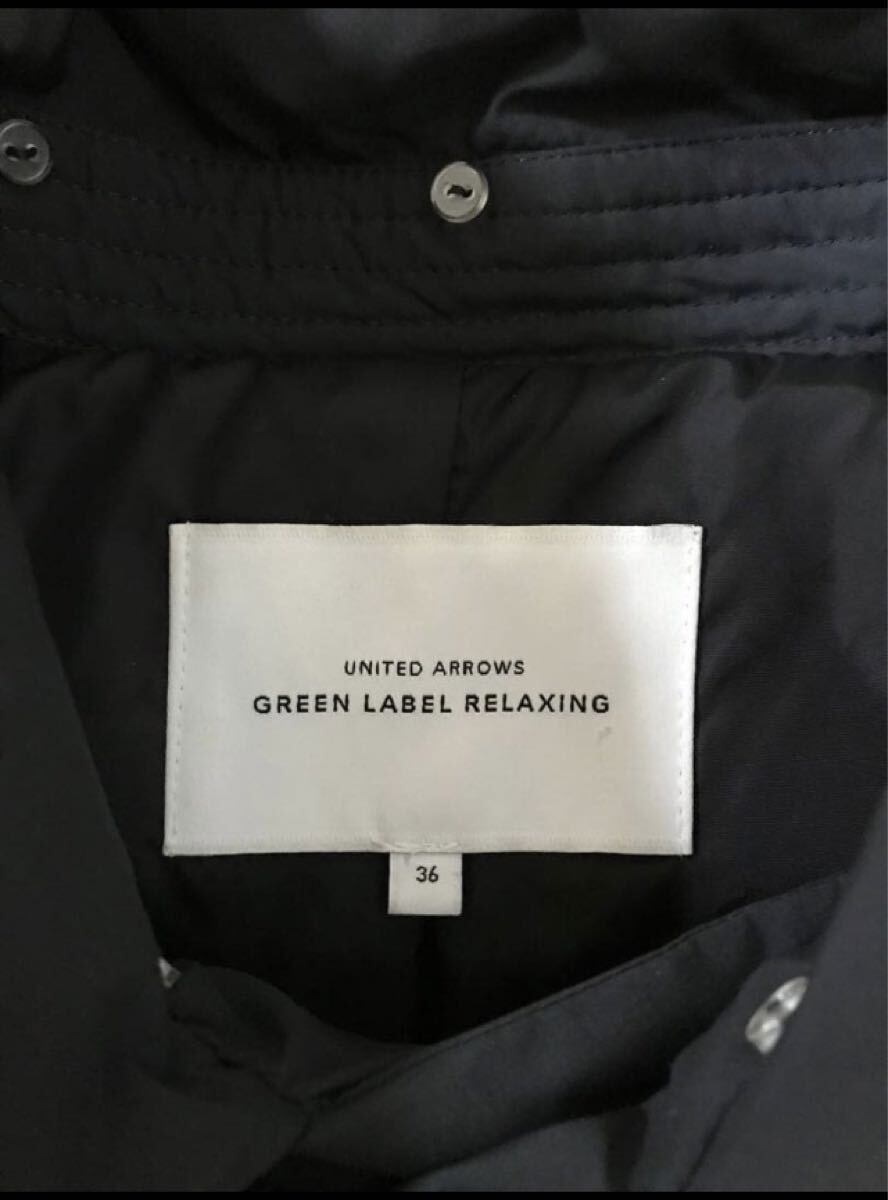 UNITED ARROWS
GREEN LABEL RELAXING
36